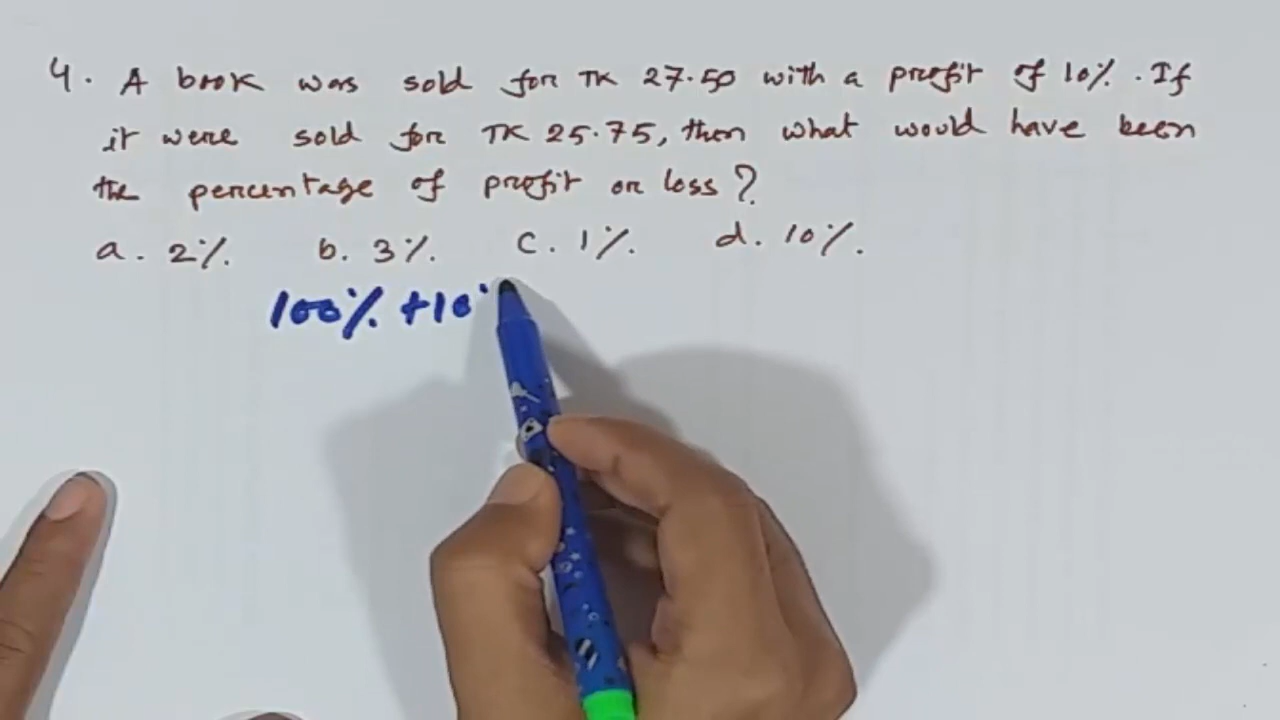 4. A book was sold for TK 27.50 with a profit of 10%. If
it were sold for TK 25.75, then what would have been
the percentage of profit or loss?
a. 2%. b. 3%. c. 1%. d. 10%.
100% + 10